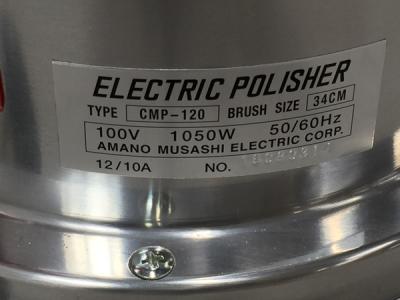 ELECTRIC POLISHER
TYPE CMP-120 BRUSH SIZE 34CM
100V 1050W 50/60Hz
AMANO MUSASHI ELECTRIC CORP.
12/10A NO.